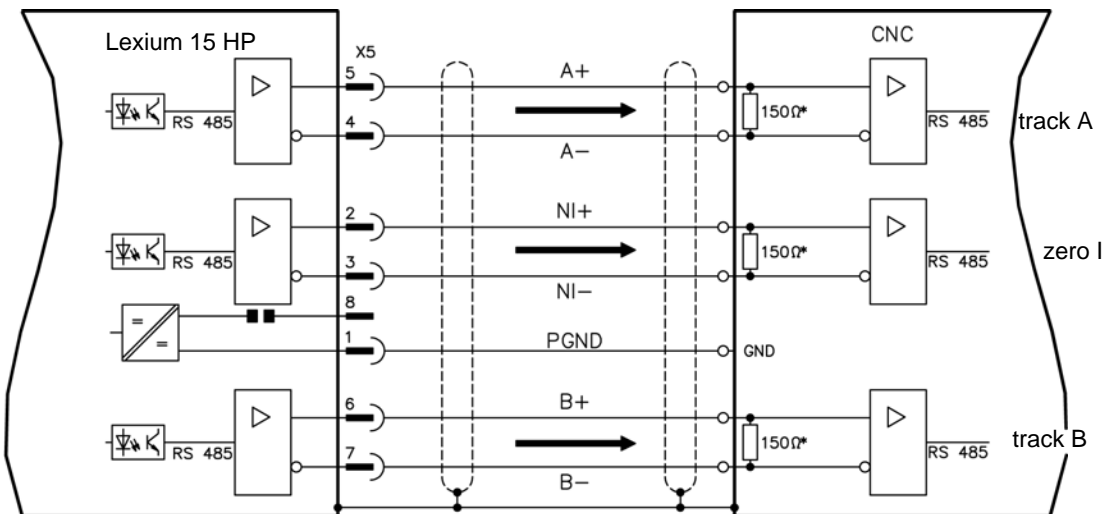 Lexium 15 HP
CNC
X5
5
A+
RS 485
150Ω*
RS 485
track A
4
A-
2
NI+
RS 485
150Ω*
RS 485
zero I
3
NI-
8
=
=
1
PGND
GND
6
B+
RS 485
150Ω*
RS 485
track B
7
B-